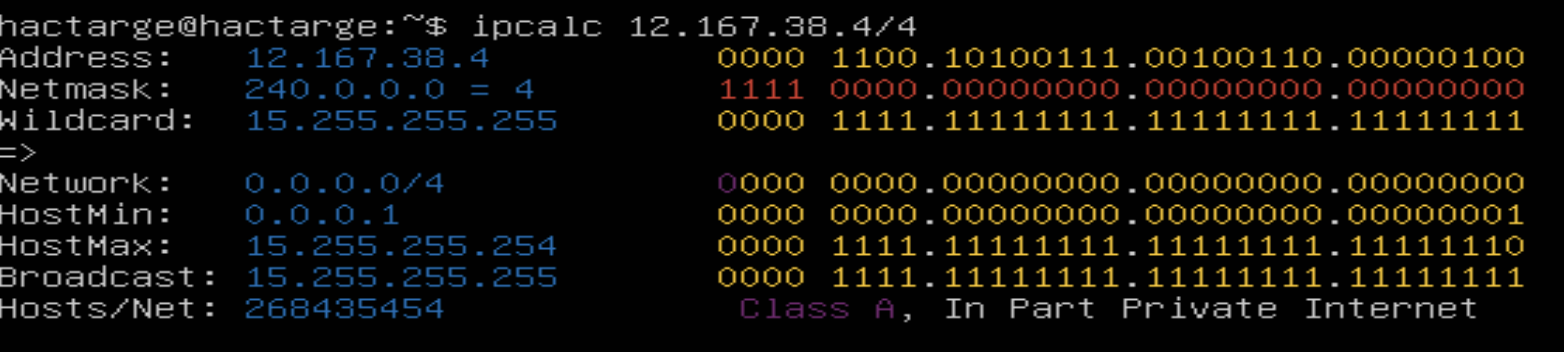 hactarge@hactarge:~$ ipcalc 12.167.38.4/4
Address: 12.167.38.4 0000 1100.10100111.00100110.00000100
Netmask: 240.0.0.0 = 4 1111 0000.00000000.00000000.00000000
Wildcard: 15.255.255.255 0000 1111.11111111.11111111.11111111
=>
Network: 0.0.0.0/4 0000 0000.00000000.00000000.00000000
HostMin: 0.0.0.1 0000 0000.00000000.00000000.00000001
HostMax: 15.255.255.254 0000 1111.11111111.11111111.11111110
Broadcast: 15.255.255.255 0000 1111.11111111.11111111.11111111
Hosts/Net: 268435454 Class A, In Part Private Internet